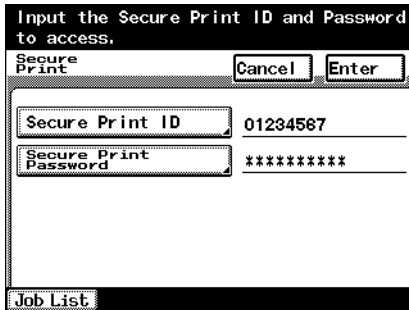 Input the Secure Print ID and Password
to access.
Secure
Print
Cancel
Enter
Secure Print ID
01234567
Secure Print
Password
**********
Job List